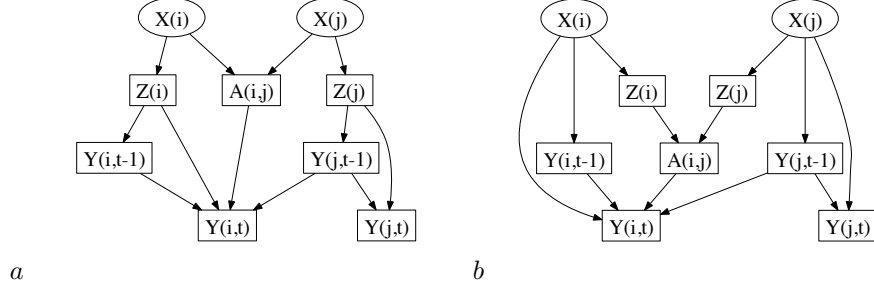 X(i) X(j) X(i) X(j)
Z(i) A(i,j) Z(j) Z(i) Z(j)
Y(i,t-1) Y(j,t-1) Y(i,t-1) A(i,j) Y(j,t-1)
Y(i,t) Y(j,t) Y(i,t) Y(j,t)
a b